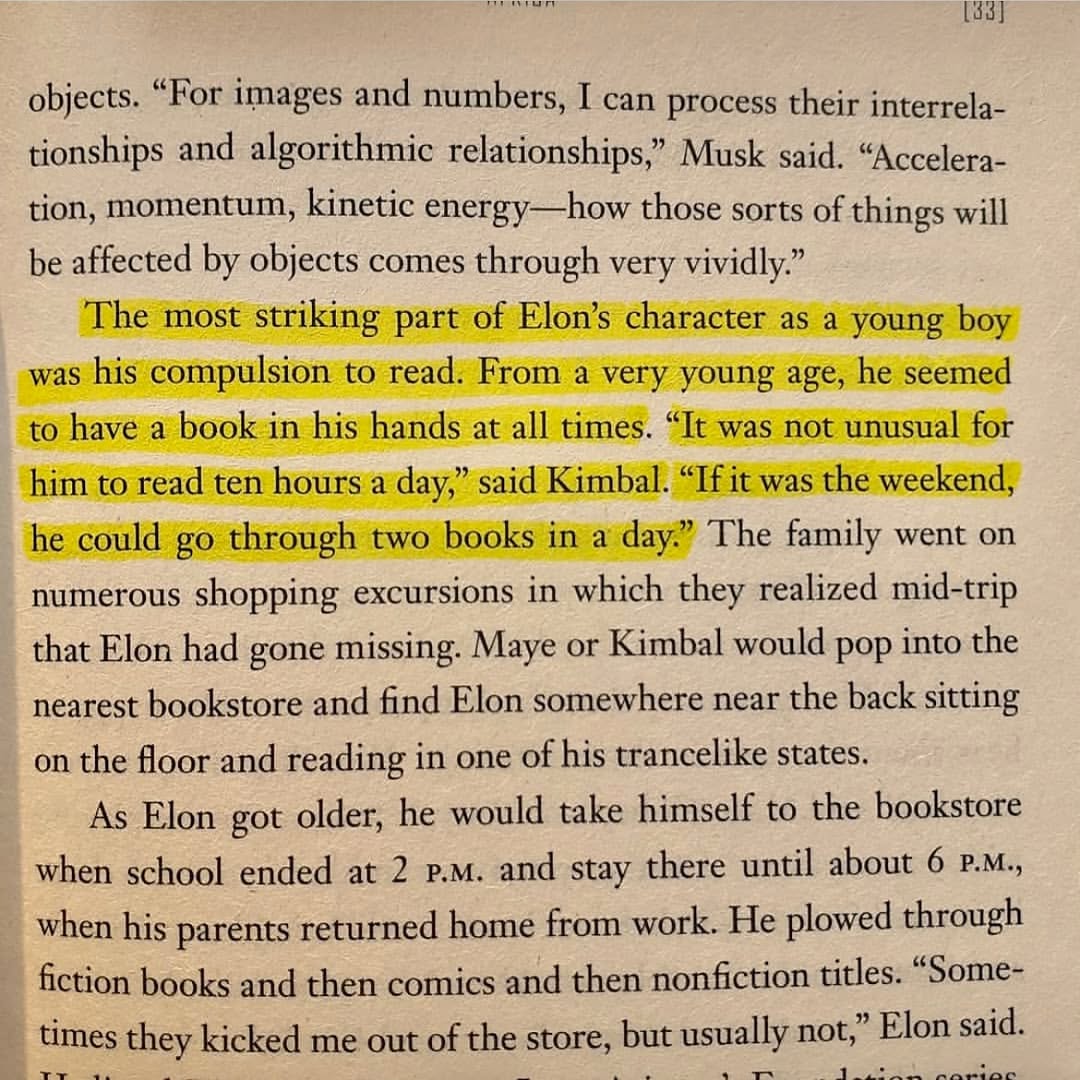 [33]
objects. “For images and numbers, I can process their interrela-
tionships and algorithmic relationships,” Musk said. “Accelera-
tion, momentum, kinetic energy—how those sorts of things will
be affected by objects comes through very vividly.”
The most striking part of Elon’s character as a young boy
was his compulsion to read. From a very young age, he seemed
to have a book in his hands at all times. “It was not unusual for
him to read ten hours a day,” said Kimbal. “If it was the weekend,
he could go through two books in a day.” The family went on
numerous shopping excursions in which they realized mid-trip
that Elon had gone missing. Maye or Kimbal would pop into the
nearest bookstore and find Elon somewhere near the back sitting
on the floor and reading in one of his trancelike states.
As Elon got older, he would take himself to the bookstore
when school ended at 2 P.M. and stay there until about 6 P.M.,
when his parents returned home from work. He plowed through
fiction books and then comics and then nonfiction titles. “Some-
times they kicked me out of the store, but usually not,” Elon said.
series